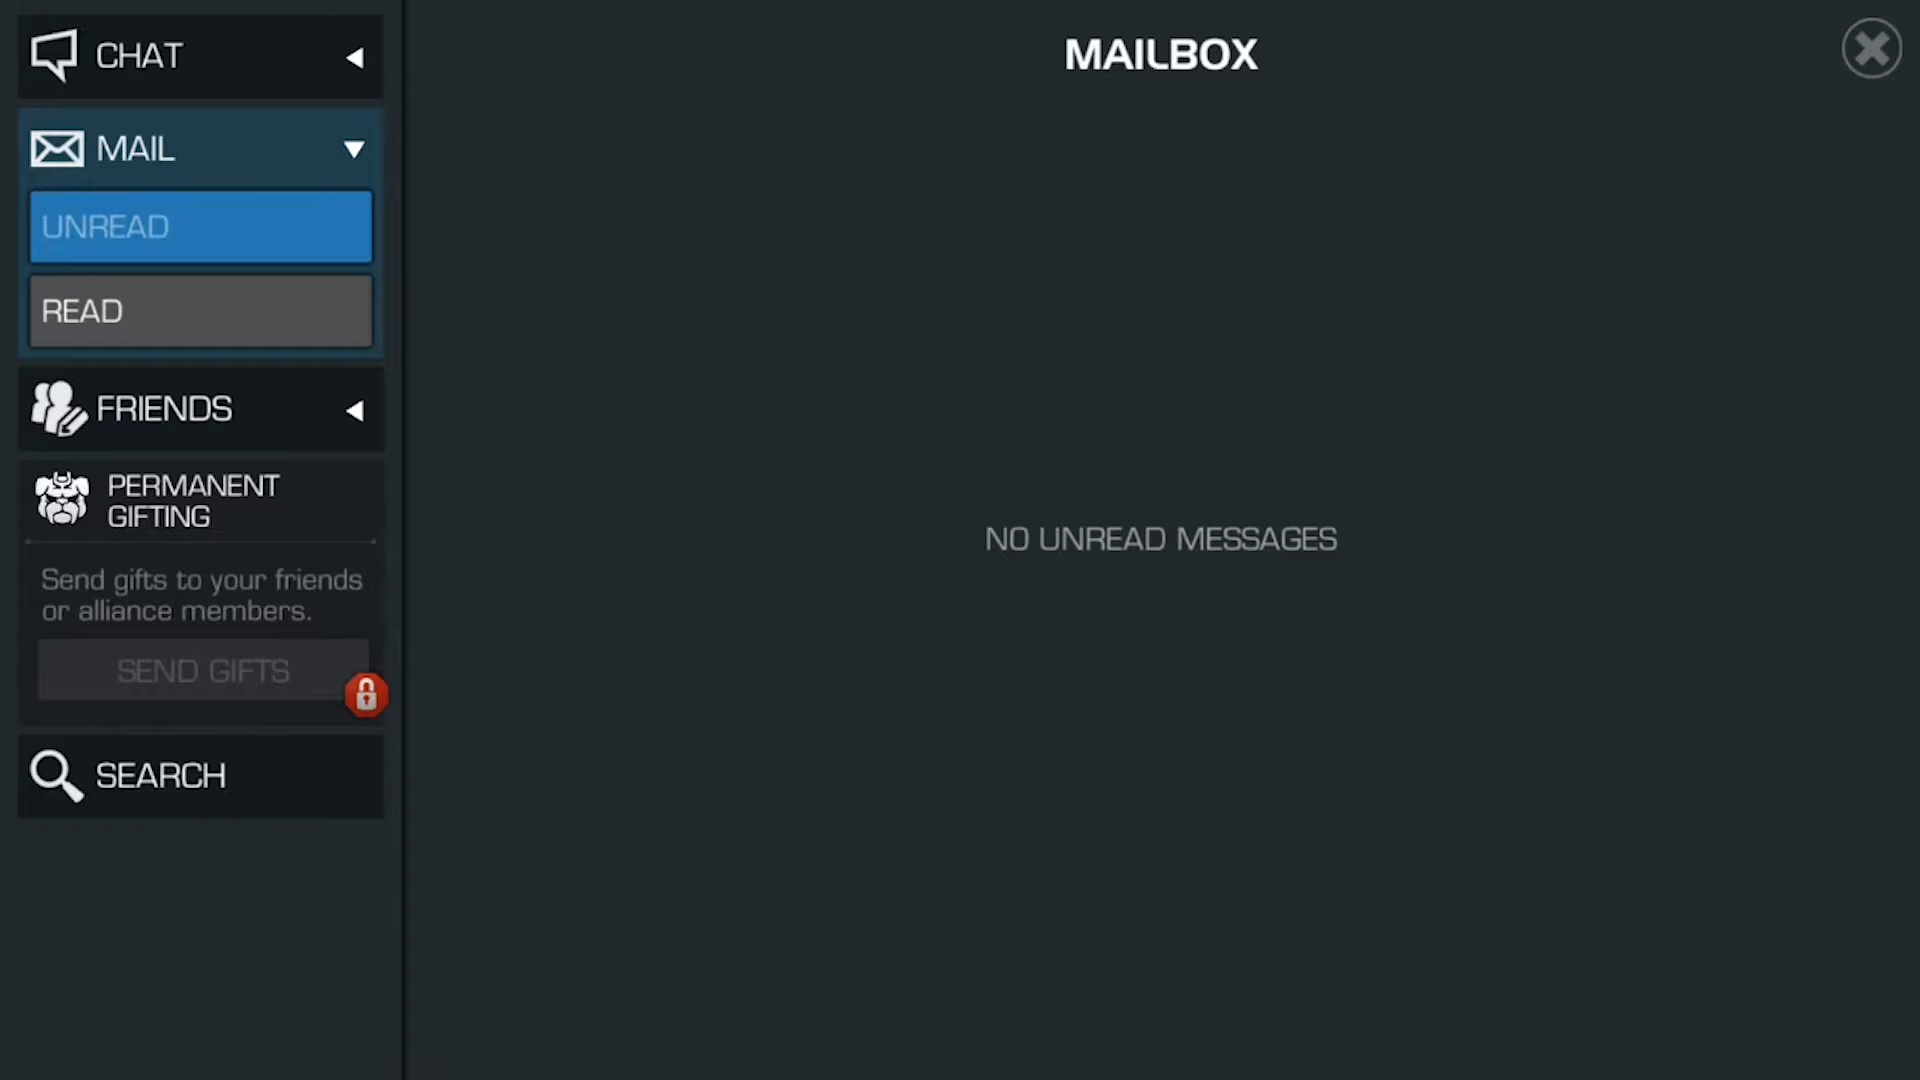 CHAT
MAIL
UNREAD
READ
FRIENDS
PERMANENT
GIFTING
Send gifts to your friends
or alliance members.
SEND GIFTS
SEARCH
MAILBOX
NO UNREAD MESSAGES